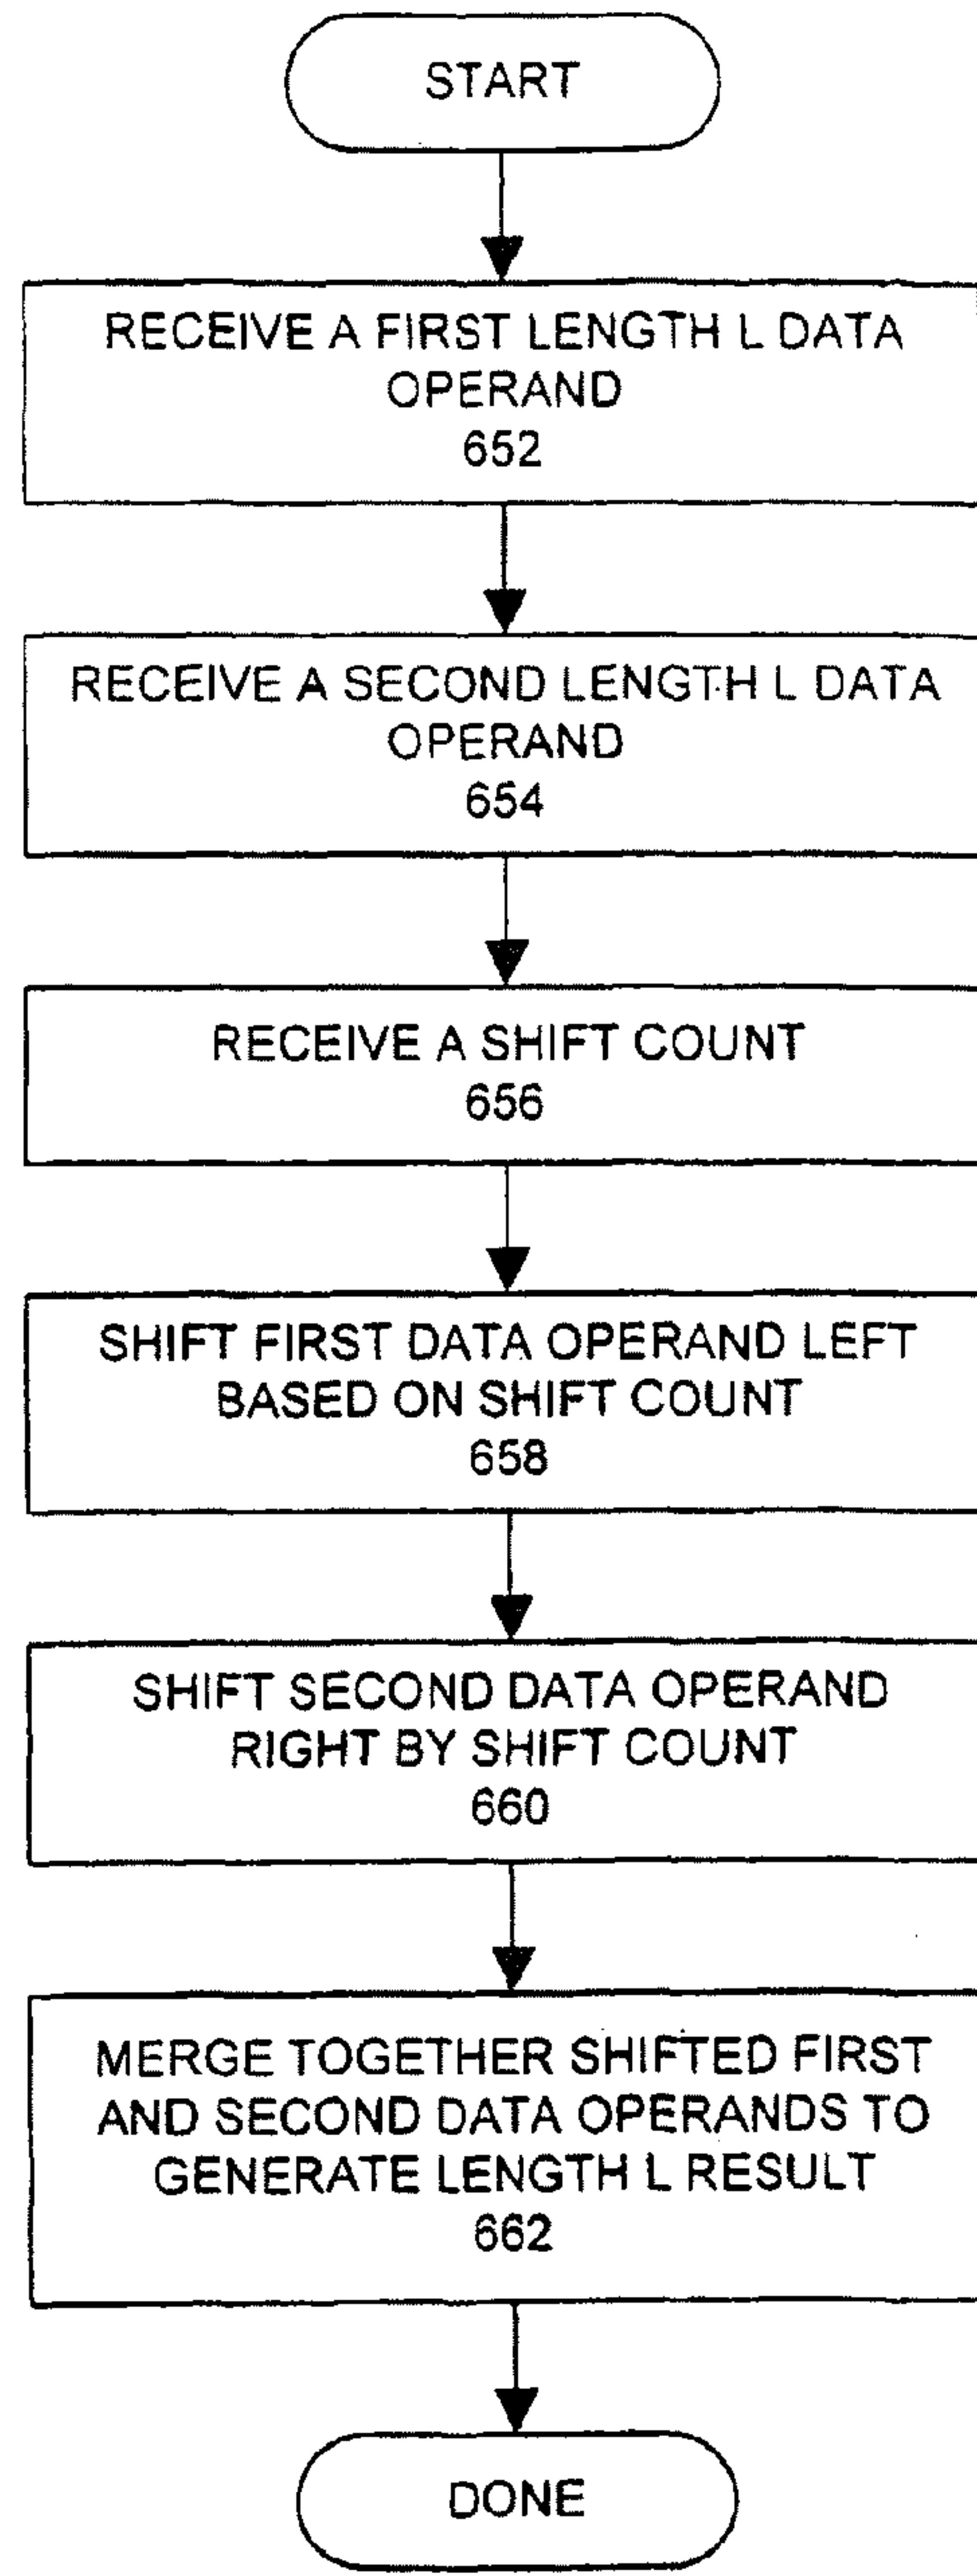 START
RECEIVE A FIRST LENGTH L DATA
OPERAND
652
RECEIVE A SECOND LENGTH L DATA
OPERAND
654
RECEIVE A SHIFT COUNT
656
SHIFT FIRST DATA OPERAND LEFT
BASED ON SHIFT COUNT
658
SHIFT SECOND DATA OPERAND
RIGHT BY SHIFT COUNT
660
MERGE TOGETHER SHIFTED FIRST
AND SECOND DATA OPERANDS TO
GENERATE LENGTH L RESULT
662
DONE